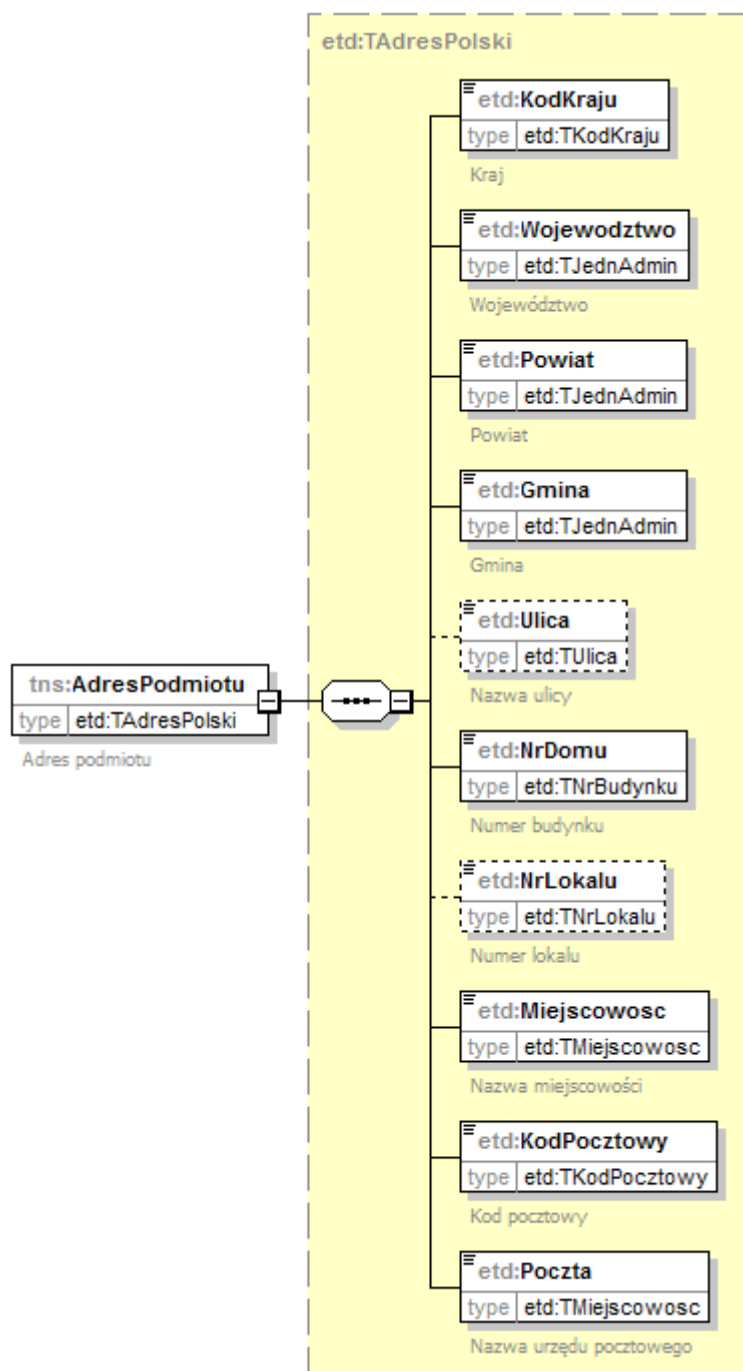 etd:TAdresPolski
etd:KodKraju
type etd:TKodKraju
Kraj
etd:Wojewodztwo
type etd:TJednAdmin
Województwo
etd:Powiat
type etd:TJednAdmin
Powiat
etd:Gmina
type etd:TJednAdmin
Gmina
etd:Ulica
type etd:TUlica
Nazwa ulicy
tns:AdresPodmiotu
type etd:TAdresPolski
Adres podmiotu
etd:NrDomu
type etd:TNrBudynku
Numer budynku
etd:NrLokalu
type etd:TNrLokalu
Numer lokalu
etd:Miejscowosc
type etd:TMiejscowosc
Nazwa miejscowości
etd:KodPocztowy
type etd:TKodPocztowy
Kod pocztowy
etd:Poczta
type etd:TMiejscowosc
Nazwa urzędu pocztowego